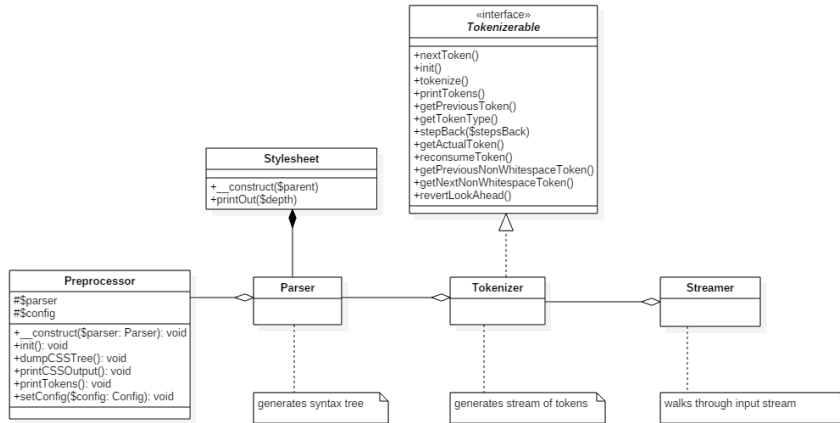 «interface»
Tokenizerable
+nextToken()
+init()
+tokenize()
+printTokens()
+getPreviousToken()
+getTokenType()
+stepBack($stepsBack)
+getActualToken()
+reconsumeToken()
+getPreviousNonWhitespaceToken()
+getNextNonWhitespaceToken()
+revertLookAhead()
Stylesheet
+__construct($parent)
+printOut($depth)
Preprocessor
#$parser
#$config
+__construct($parser: Parser): void
+init(): void
+dumpCSSTree(): void
+printCSSOutput(): void
+printTokens(): void
+setConfig($config: Config): void
Parser
Tokenizer
Streamer
generates syntax tree
generates stream of tokens
walks through input stream